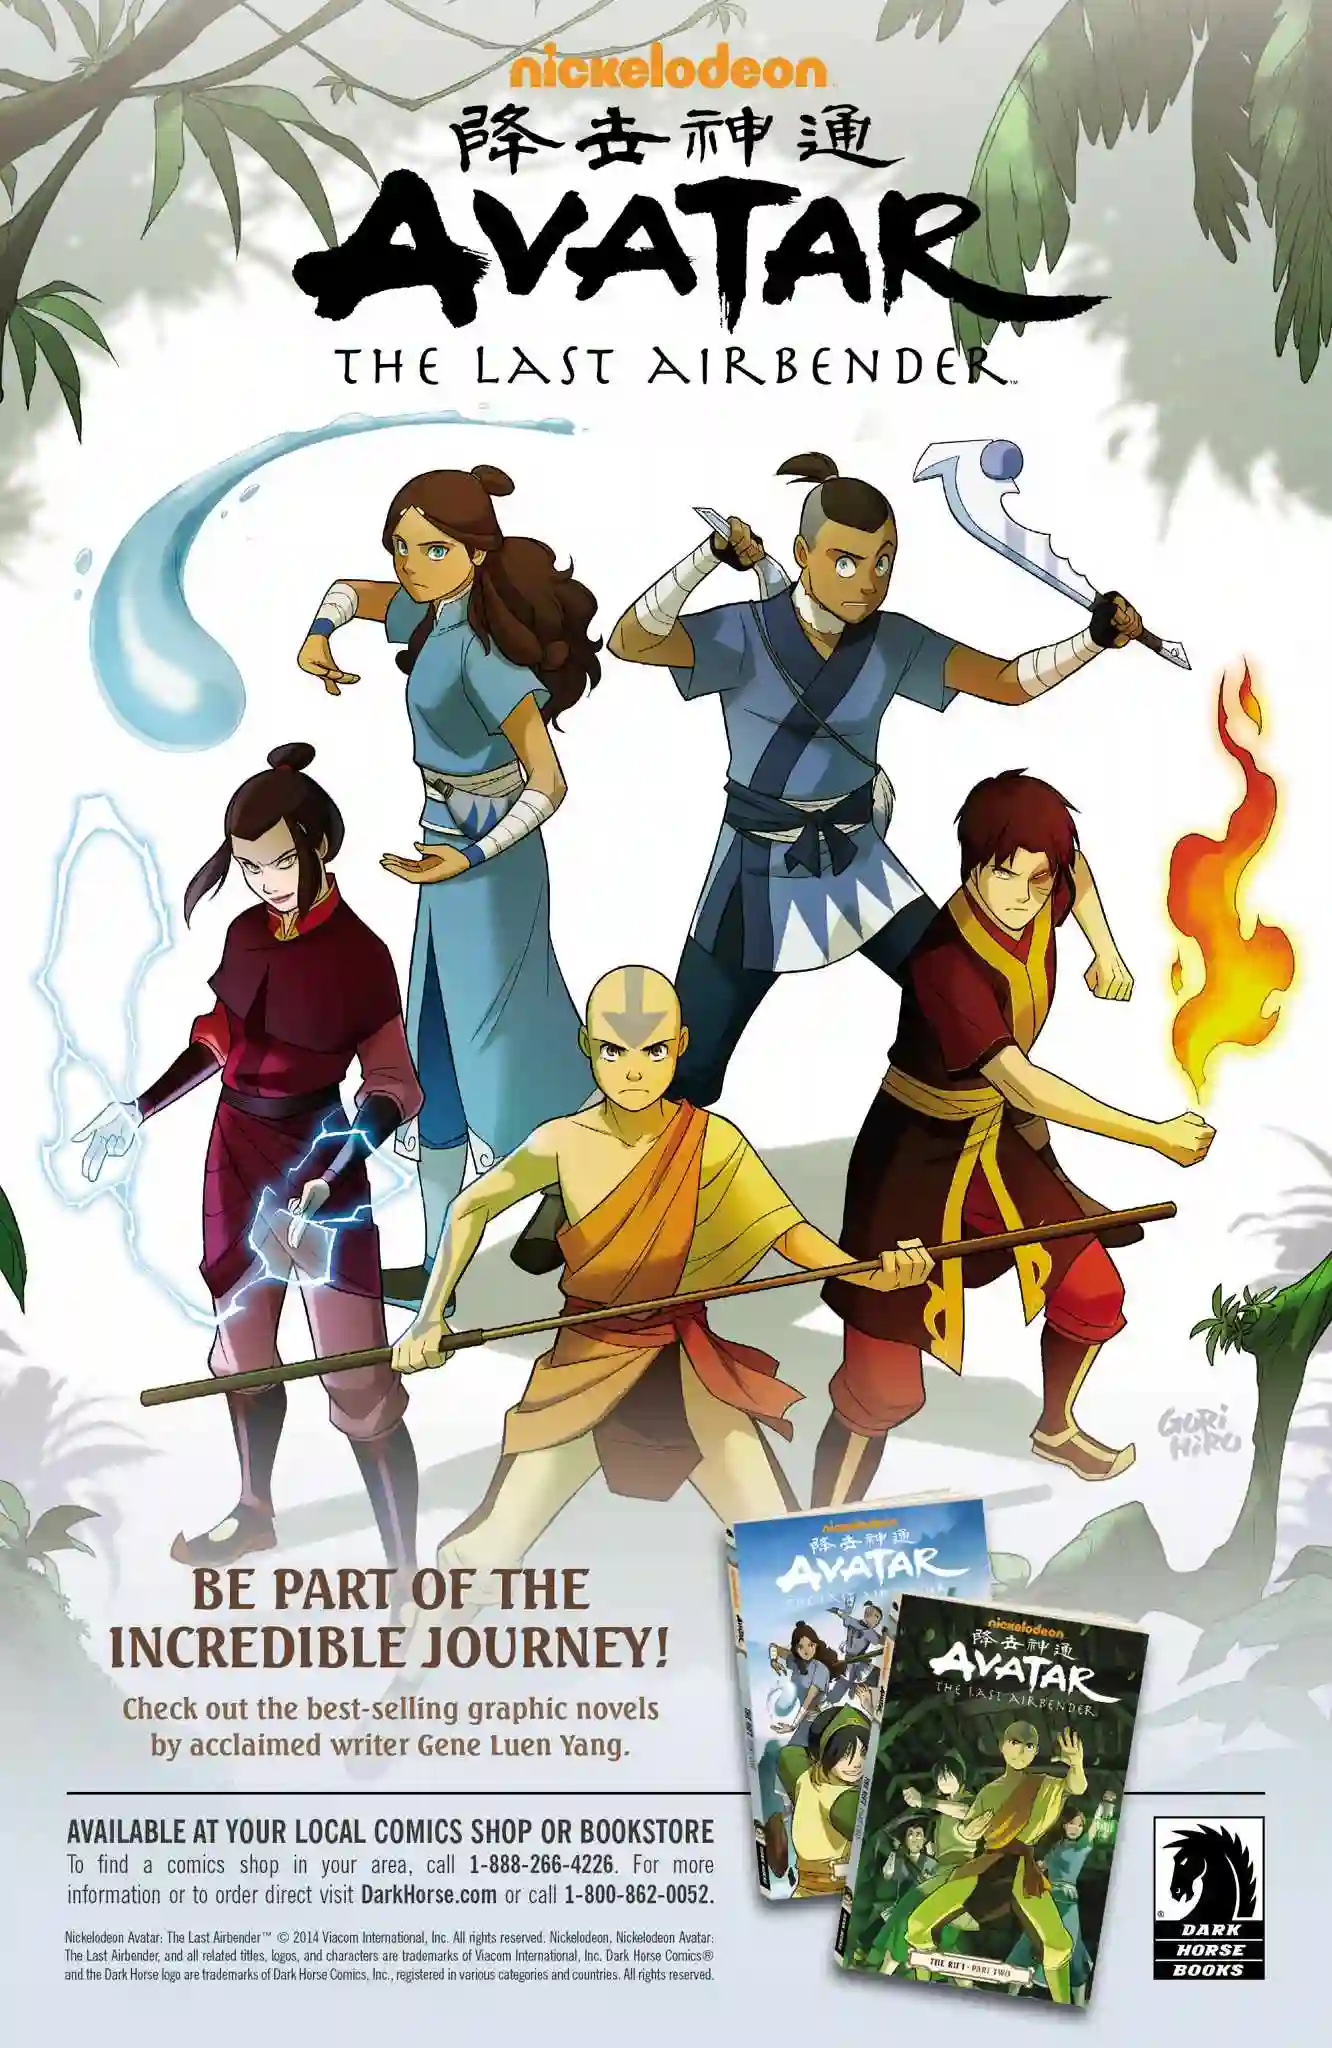 nickelodeon
降世神通
AVATAR
THE LAST AIRBENDER™
GURi
HiRU
BE PART OF THE
INCREDIBLE JOURNEY!
Check out the best-selling graphic novels
by acclaimed writer Gene Luen Yang.
nickelodeon
降世神通
AVATAR
nickelodeon
降世神通
AVATAR
THE LAST AIRBENDER
THE RIFT · PART TWO
AVAILABLE AT YOUR LOCAL COMICS SHOP OR BOOKSTORE
To find a comics shop in your area, call 1-888-266-4226. For more
information or to order direct visit DarkHorse.com or call 1-800-862-0052.
Nickelodeon Avatar: The Last Airbender™ © 2014 Viacom International, Inc. All rights reserved. Nickelodeon, Nickelodeon Avatar:
The Last Airbender, and all related titles, logos, and characters are trademarks of Viacom International, Inc. Dark Horse Comics®
and the Dark Horse logo are trademarks of Dark Horse Comics, Inc., registered in various categories and countries. All rights reserved.
®
DARK
HORSE
BOOKS